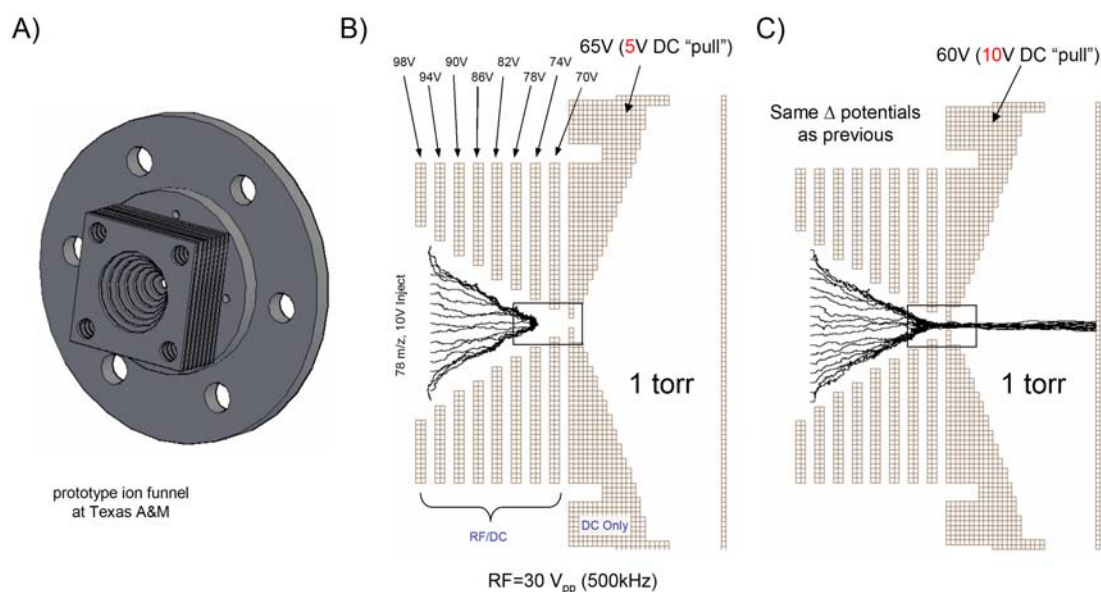 A)
prototype ion funnel
at Texas A&M
B)
65V (5V DC “pull”)
98V
94V
90V
86V
82V
78V
74V
70V
78 m/z, 10V Inject
1 torr
RF/DC
DC Only
RF=30 Vpp (500kHz)
C)
60V (10V DC “pull”)
Same Δ potentials
as previous
1 torr